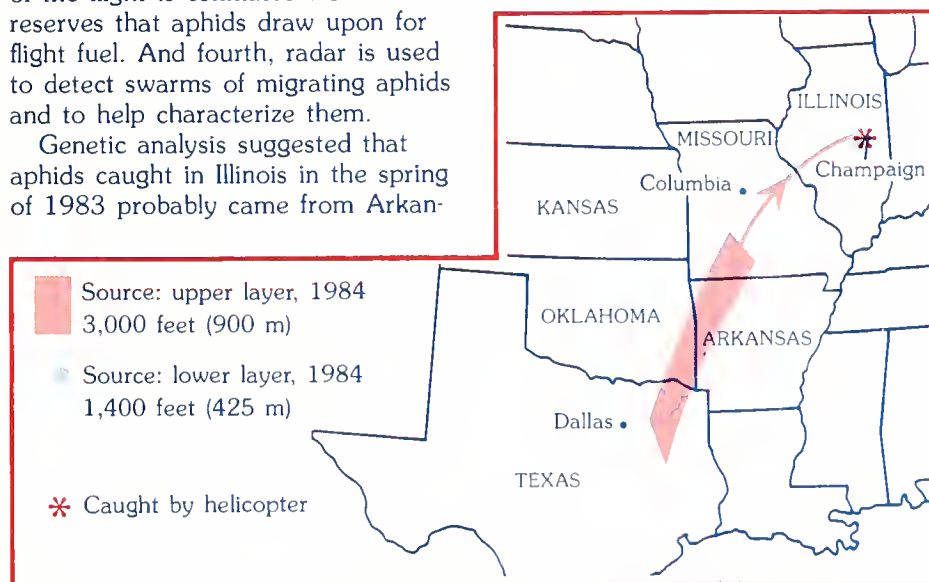 reserves that aphids draw upon for
flight fuel. And fourth, radar is used
to detect swarms of migrating aphids
and to help characterize them.
Genetic analysis suggested that
aphids caught in Illinois in the spring
of 1983 probably came from Arkan-
Source: upper layer, 1984
3,000 feet (900 m)
Source: lower layer, 1984
1,400 feet (425 m)
Caught by helicopter
ILLINOIS
MISSOURI
Champaign
Columbia
KANSAS
OKLAHOMA
ARKANSAS
Dallas
TEXAS